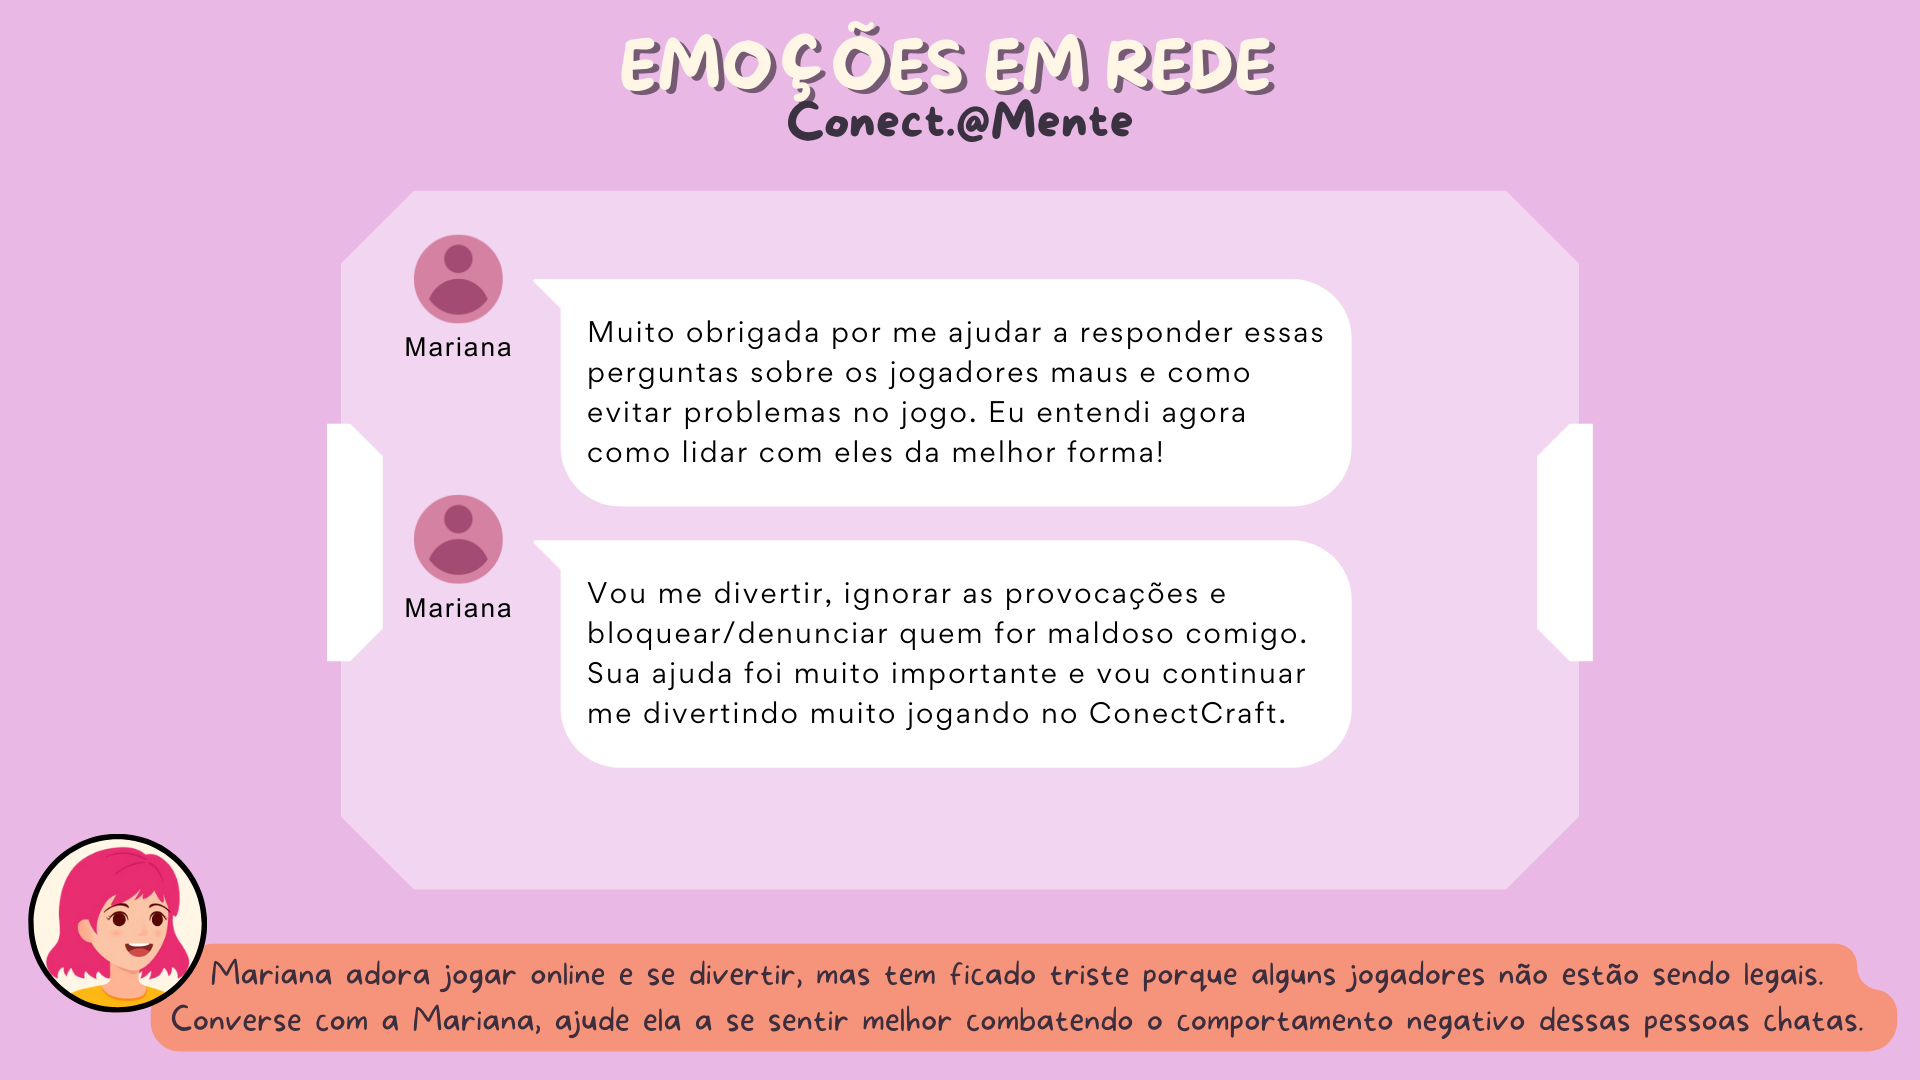 EMOÇÕES EM REDE
Conect.@Mente
Mariana
Muito obrigada por me ajudar a responder essas
perguntas sobre os jogadores maus e como
evitar problemas no jogo. Eu entendi agora
como lidar com eles da melhor forma!
Mariana
Vou me divertir, ignorar as provocações e
bloquear/denunciar quem for maldoso comigo.
Sua ajuda foi muito importante e vou continuar
me divertindo muito jogando no ConectCraft.
Mariana adora jogar online e se divertir, mas tem ficado triste porque alguns jogadores não estão sendo legais.
Converse com a Mariana, ajude ela a se sentir melhor combatendo o comportamento negativo dessas pessoas chatas.